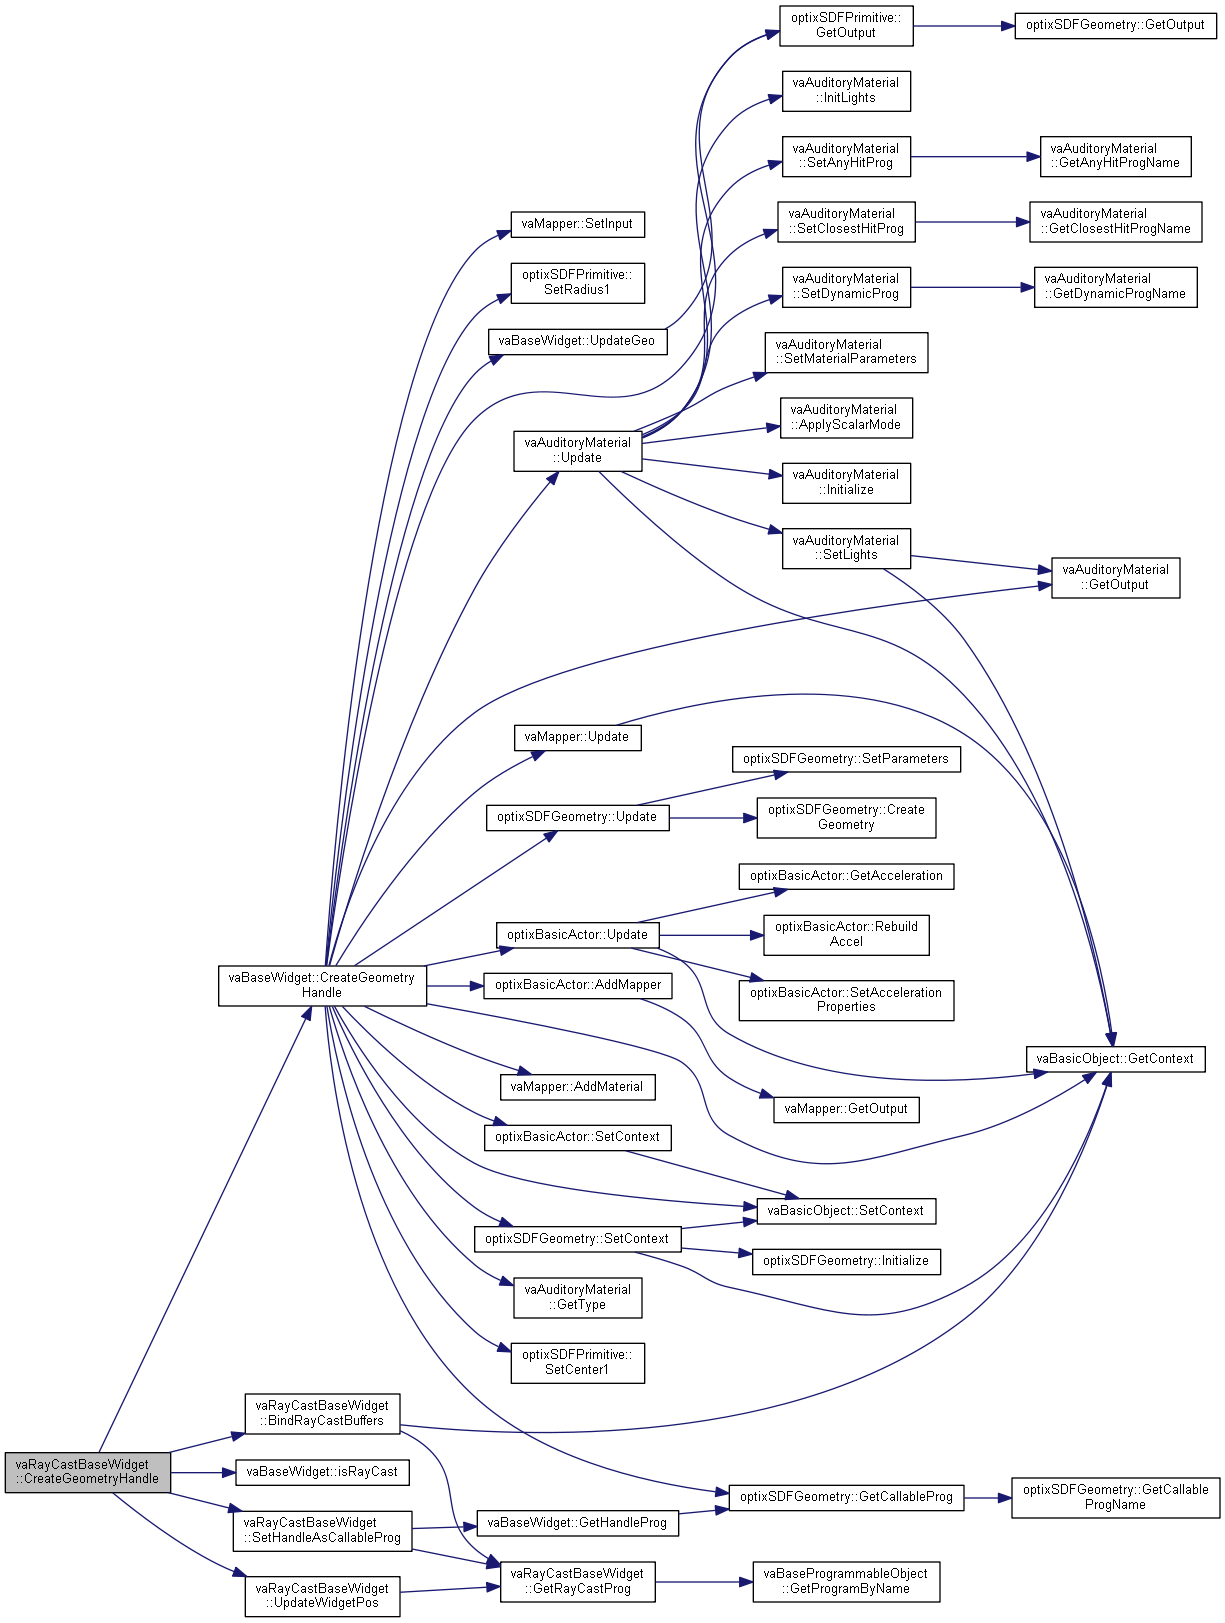 optixSDFPrimitive::
GetOutput
optixSDFGeometry::GetOutput
vaAuditoryMaterial
::InitLights
vaAuditoryMaterial
::SetAnyHitProg
vaAuditoryMaterial
::GetAnyHitProgName
vaMapper::SetInput
vaAuditoryMaterial
::SetClosestHitProg
vaAuditoryMaterial
::GetClosestHitProgName
optixSDFPrimitive::
SetRadius1
vaAuditoryMaterial
::SetDynamicProg
vaAuditoryMaterial
::GetDynamicProgName
vaBaseWidget::UpdateGeo
vaAuditoryMaterial
::SetMaterialParameters
vaAuditoryMaterial
::ApplyScalarMode
vaAuditoryMaterial
::Update
vaAuditoryMaterial
::Initialize
vaAuditoryMaterial
::SetLights
vaAuditoryMaterial
::GetOutput
vaMapper::Update
optixSDFGeometry::SetParameters
optixSDFGeometry::Update
optixSDFGeometry::Create
Geometry
optixBasicActor::GetAcceleration
optixBasicActor::Update
optixBasicActor::Rebuild
Accel
vaBaseWidget::CreateGeometry
Handle
optixBasicActor::AddMapper
optixBasicActor::SetAcceleration
Properties
vaBasicObject::GetContext
vaMapper::AddMaterial
vaMapper::GetOutput
optixBasicActor::SetContext
vaBasicObject::SetContext
optixSDFGeometry::SetContext
optixSDFGeometry::Initialize
vaAuditoryMaterial
::GetType
optixSDFPrimitive::
SetCenter1
vaRayCastBaseWidget
::BindRayCastBuffers
vaRayCastBaseWidget
::CreateGeometryHandle
vaBaseWidget::isRayCast
optixSDFGeometry::GetCallableProg
optixSDFGeometry::GetCallable
ProgName
vaRayCastBaseWidget
::SetHandleAsCallableProg
vaBaseWidget::GetHandleProg
vaRayCastBaseWidget
::UpdateWidgetPos
vaRayCastBaseWidget
::GetRayCastProg
vaBaseProgrammableObject
::GetProgramByName